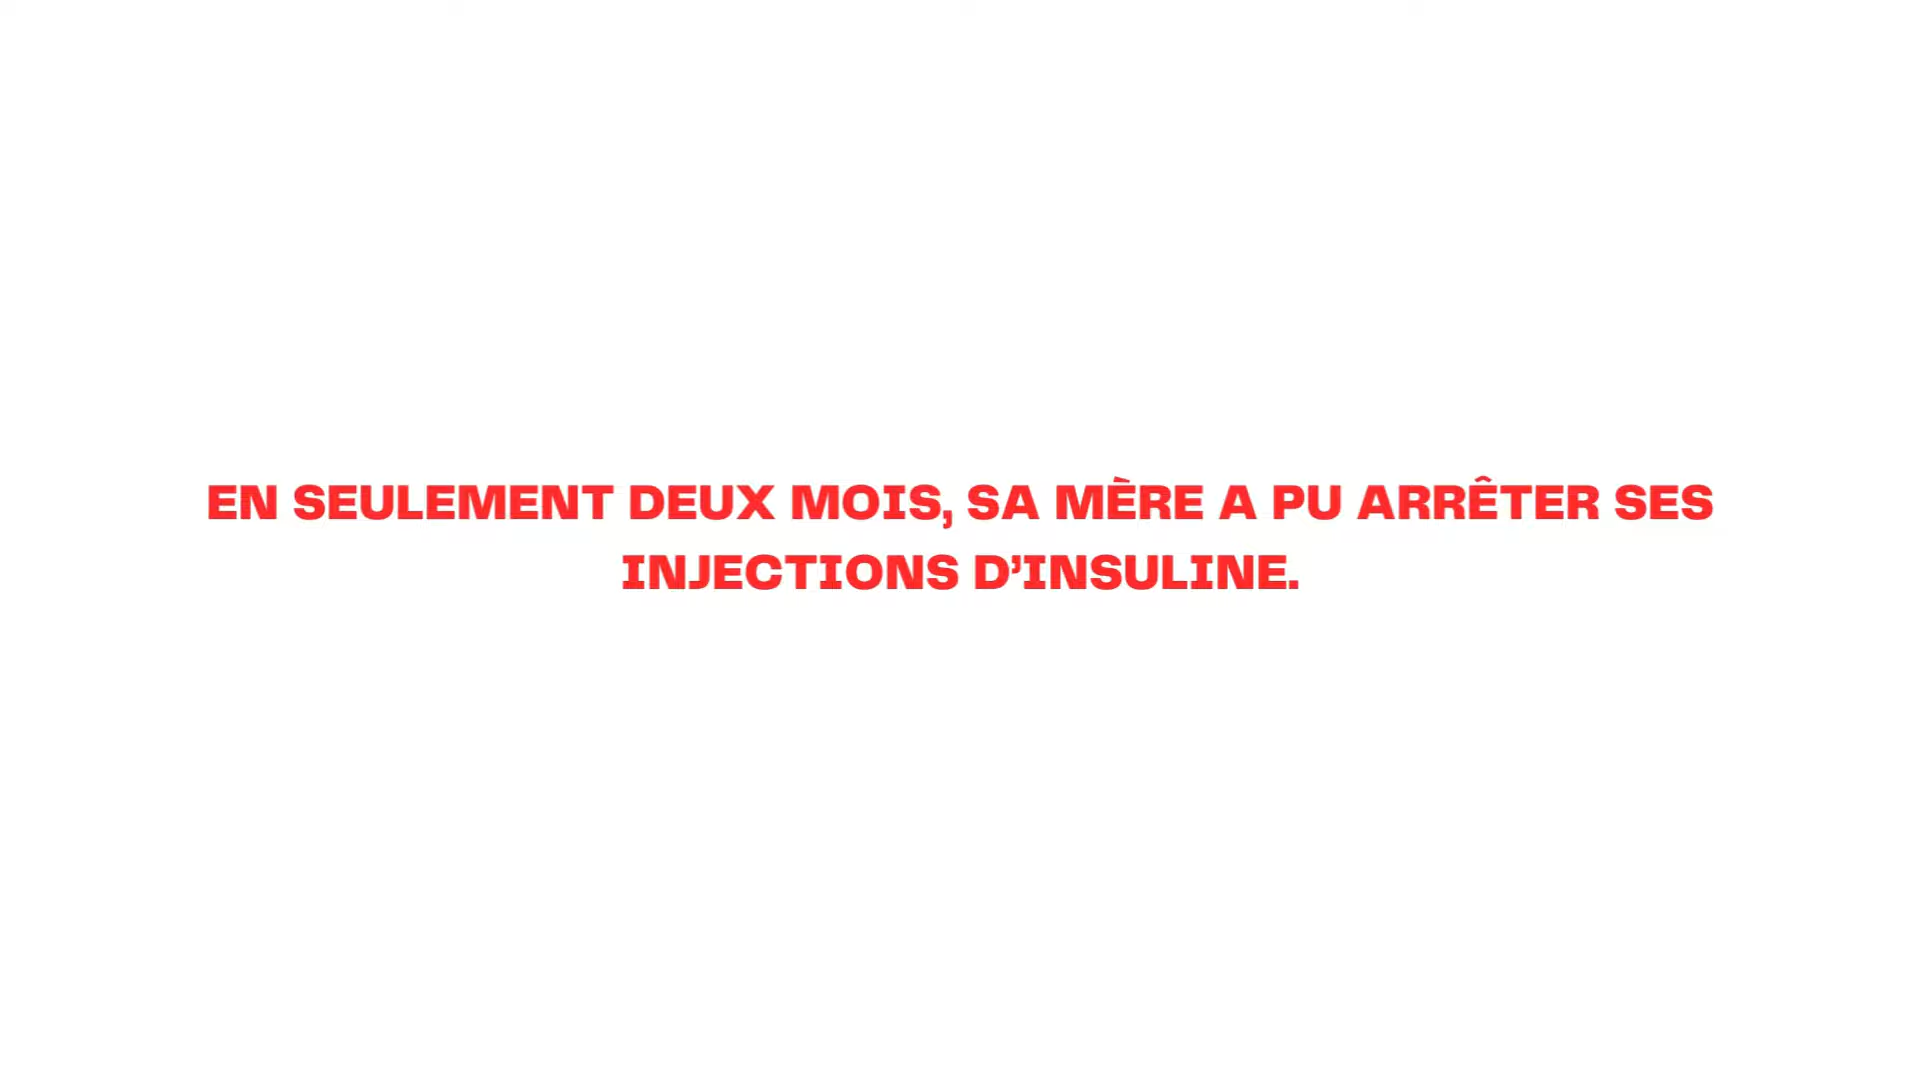 EN SEULEMENT DEUX MOIS, SA MÈRE A PU ARRÊTER SES
INJECTIONS D’INSULINE.